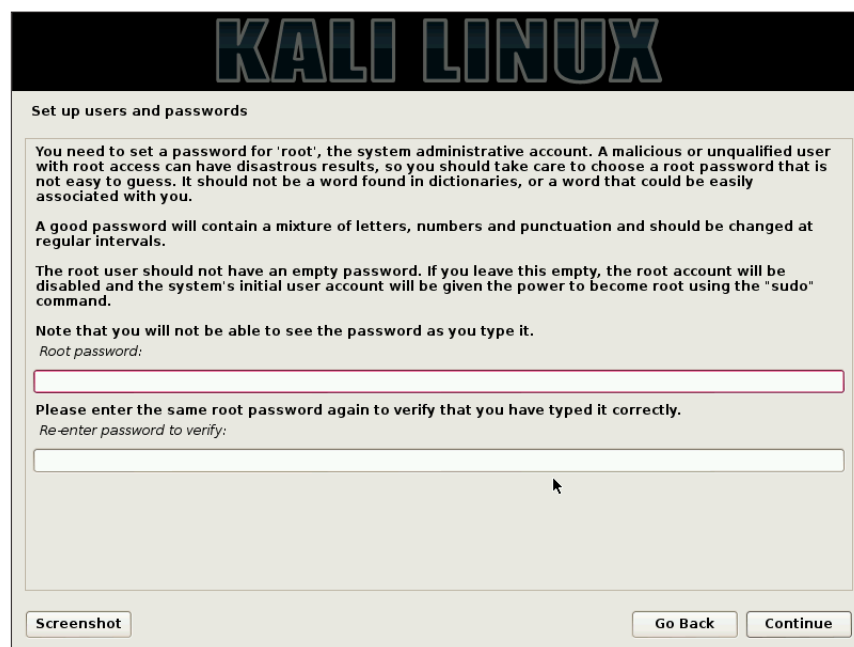 KALI LINUX
Set up users and passwords
You need to set a password for 'root', the system administrative account. A malicious or unqualified user
with root access can have disastrous results, so you should take care to choose a root password that is
not easy to guess. It should not be a word found in dictionaries, or a word that could be easily
associated with you.
A good password will contain a mixture of letters, numbers and punctuation and should be changed at
regular intervals.
The root user should not have an empty password. If you leave this empty, the root account will be
disabled and the system's initial user account will be given the power to become root using the "sudo"
command.
Note that you will not be able to see the password as you type it.
Root password:
Please enter the same root password again to verify that you have typed it correctly.
Re-enter password to verify:
Screenshot
Go Back
Continue